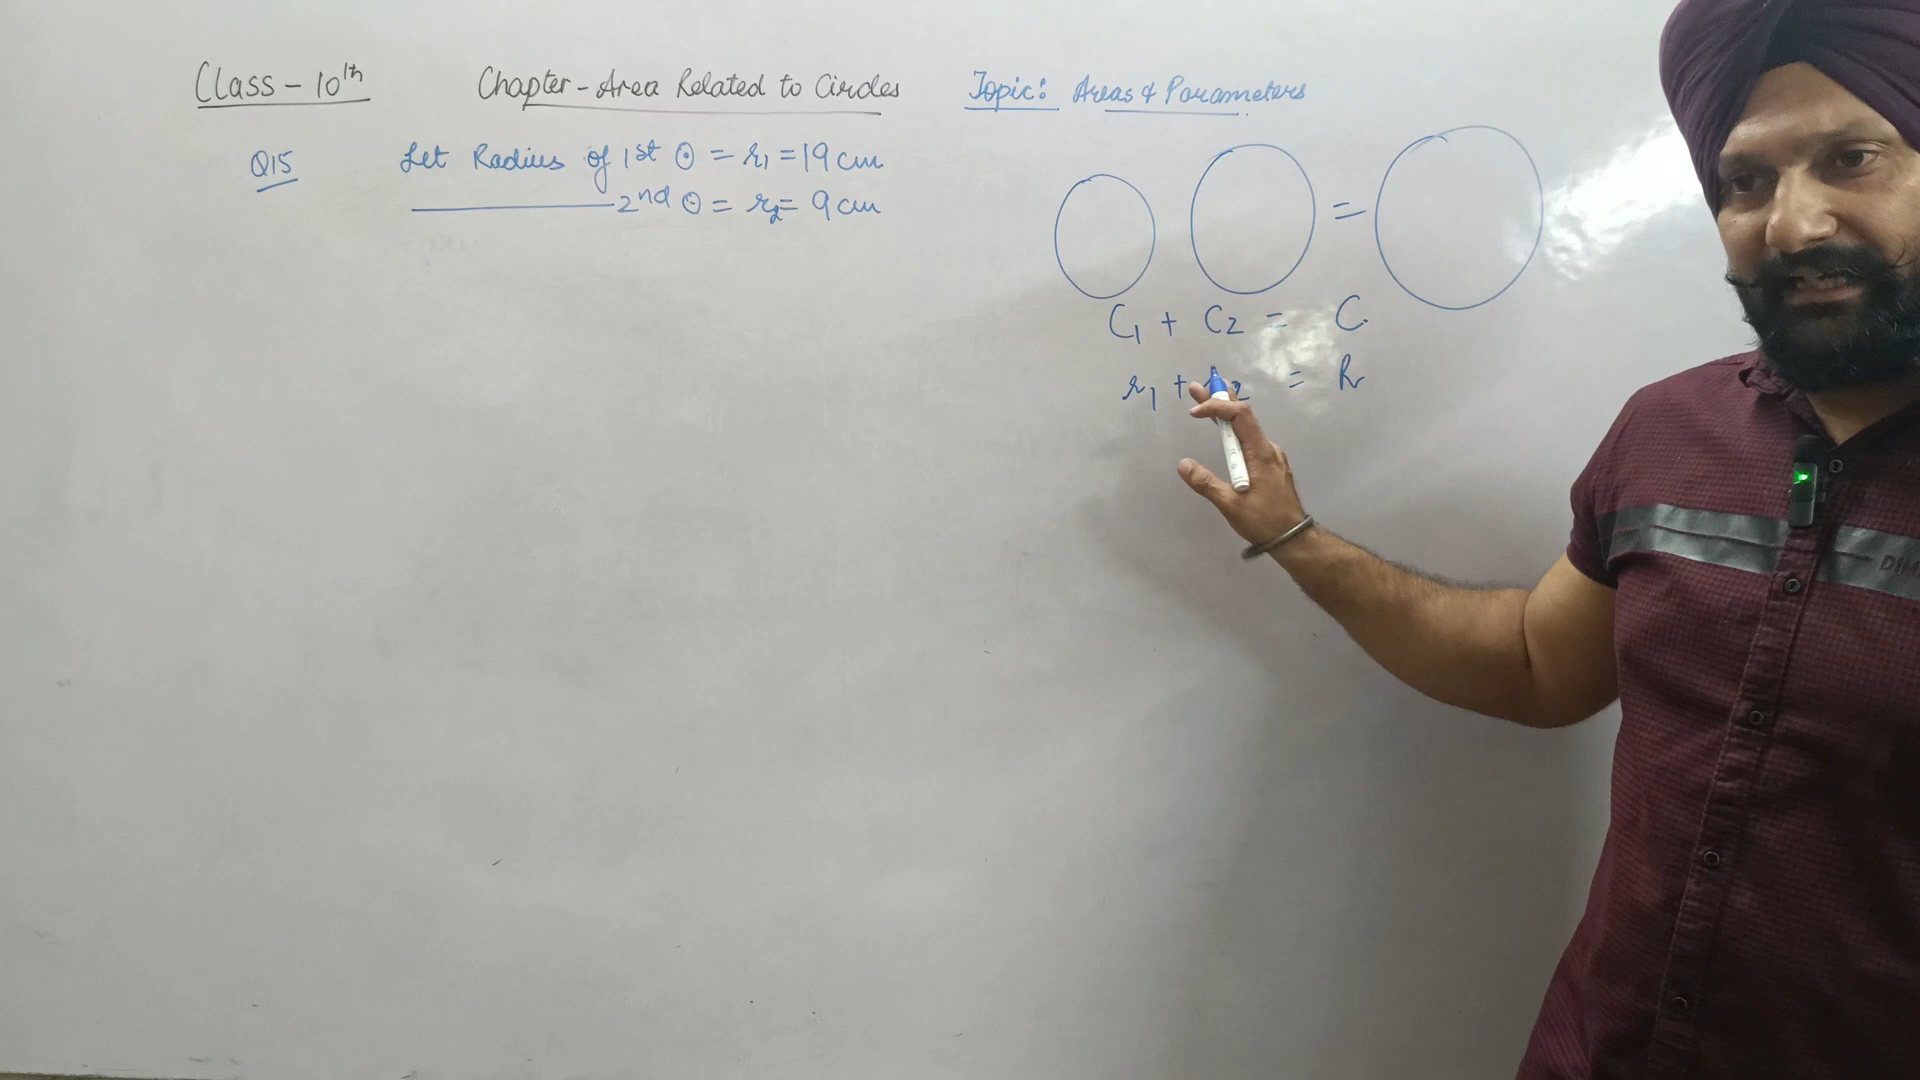 Class - 10th Chapter - Area Related to Circles Topic: Areas & Parameters
Q15 Let Radius of 1st ⊙ = r1 = 19 cm
2nd ⊙ = r2 = 9 cm
=
C1 + C2 = C.
r1 + r2 = R